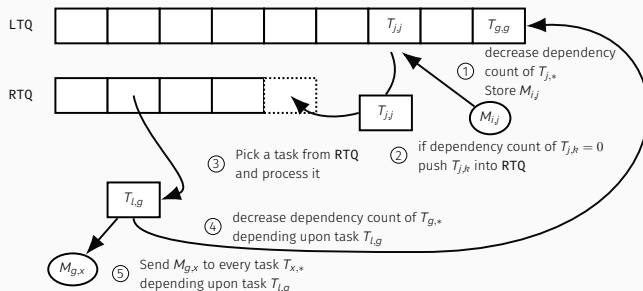 LTQ
T_{j,j}
T_{g,g}
① decrease dependency
count of T_{j,*}
Store M_{i,j}
RTQ
T_{j,j}
M_{i,j}
② if dependency count of T_{j,k} = 0
push T_{j,k} into RTQ
③ Pick a task from RTQ
and process it
T_{l,g}
④ decrease dependency count of T_{g,*}
depending upon task T_{l,g}
M_{g,x}
⑤ Send M_{g,x} to every task T_{x,*}
depending upon task T_{l,g}